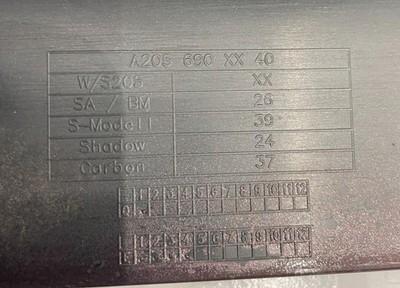 A205 690 XX 40
W/S205 XX
SA / BM 26
S-Modell 39
Shadow 24
Carbon 37
1 2 3 4 5 6 7 8 9 10 11 12
1 2 3 4 5 6 7 8 9 10 11 12